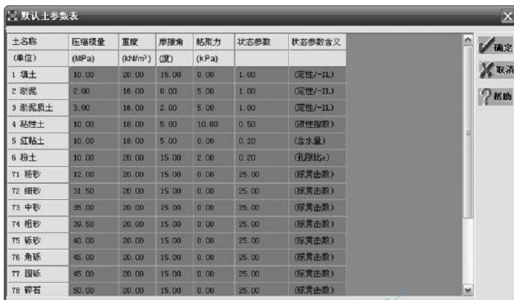 默认土参数表
土名称 压缩模量 重度 摩擦角 粘聚力 状态参数 状态参数含义
(单位) (MPa) (kN/m³) (度) (kPa)
1 填土 10.00 20.00 15.00 0.00 1.00 (定性/-IL)
2 淤泥 2.00 16.00 0.00 5.00 1.00 (定性/-IL)
3 淤泥质土 3.00 16.00 2.00 5.00 1.00 (定性/-IL)
4 粘性土 10.00 18.00 5.00 10.00 0.50 (液性指数)
5 红粘土 10.00 18.00 5.00 0.00 0.20 (含水量)
6 粉土 10.00 20.00 15.00 2.00 0.20 (孔隙比e)
71 粉砂 12.00 20.00 15.00 0.00 25.00 (标贯击数)
72 细砂 31.50 20.00 15.00 0.00 25.00 (标贯击数)
73 中砂 35.00 20.00 15.00 0.00 25.00 (标贯击数)
74 粗砂 39.50 20.00 15.00 0.00 25.00 (标贯击数)
75 砾砂 40.00 20.00 15.00 0.00 25.00 (标贯击数)
76 角砾 45.00 20.00 15.00 0.00 25.00 (标贯击数)
77 圆砾 45.00 20.00 15.00 0.00 25.00 (标贯击数)
78 碎石 50.00 20.00 15.00 0.00 25.00 (标贯击数)
确定
取消
帮助